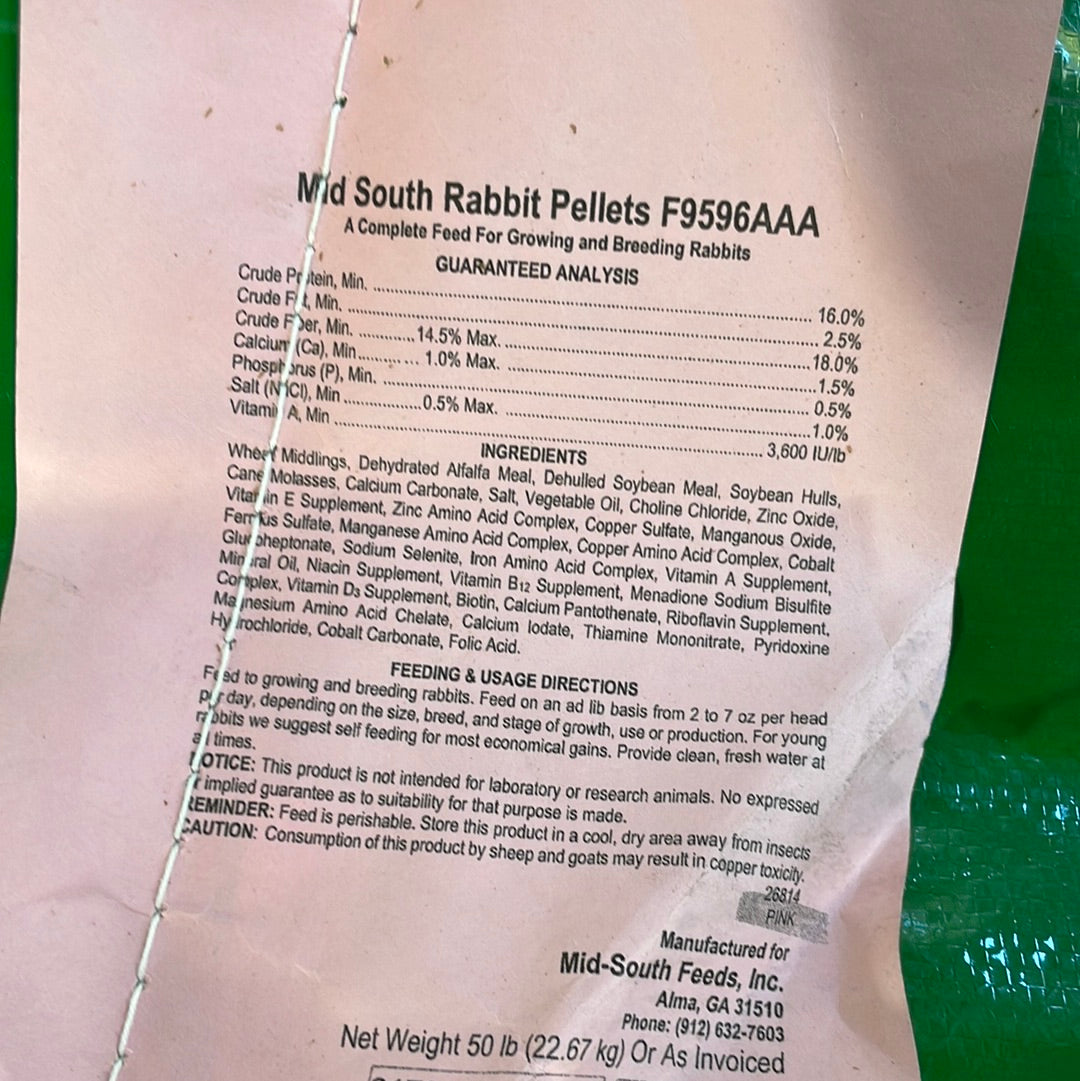 Mid South Rabbit Pellets F9596AAA
A Complete Feed For Growing and Breeding Rabbits
GUARANTEED ANALYSIS
Crude Protein, Min. .......... 16.0%
Crude Fat, Min. .......... 2.5%
Crude Fiber, Min. .......... 14.5% Max. .......... 18.0%
Calcium (Ca), Min. .......... 1.0% Max. .......... 1.5%
Phosphorus (P), Min. .......... 0.5%
Salt (NaCl), Min .......... 0.5% Max. .......... 1.0%
Vitamin A, Min .......... 3,600 IU/lb
INGREDIENTS
Wheat Middlings, Dehydrated Alfalfa Meal, Dehulled Soybean Meal, Soybean Hulls,
Cane Molasses, Calcium Carbonate, Salt, Vegetable Oil, Choline Chloride, Zinc Oxide,
Vitamin E Supplement, Zinc Amino Acid Complex, Copper Sulfate, Manganous Oxide,
Ferrous Sulfate, Manganese Amino Acid Complex, Copper Amino Acid Complex, Cobalt
Glucoheptonate, Sodium Selenite, Iron Amino Acid Complex, Vitamin A Supplement,
Mineral Oil, Niacin Supplement, Vitamin B12 Supplement, Menadione Sodium Bisulfite
Complex, Vitamin D3 Supplement, Biotin, Calcium Pantothenate, Riboflavin Supplement,
Magnesium Amino Acid Chelate, Calcium Iodate, Thiamine Mononitrate, Pyridoxine
Hydrochloride, Cobalt Carbonate, Folic Acid.
FEEDING & USAGE DIRECTIONS
Feed to growing and breeding rabbits. Feed on an ad lib basis from 2 to 7 oz per head
per day, depending on the size, breed, and stage of growth, use or production. For young
rabbits we suggest self feeding for most economical gains. Provide clean, fresh water at
all times.
NOTICE: This product is not intended for laboratory or research animals. No expressed
or implied guarantee as to suitability for that purpose is made.
REMINDER: Feed is perishable. Store this product in a cool, dry area away from insects
CAUTION: Consumption of this product by sheep and goats may result in copper toxicity.
26814
PINK
Manufactured for
Mid-South Feeds, Inc.
Alma, GA 31510
Phone: (912) 632-7603
Net Weight 50 lb (22.67 kg) Or As Invoiced